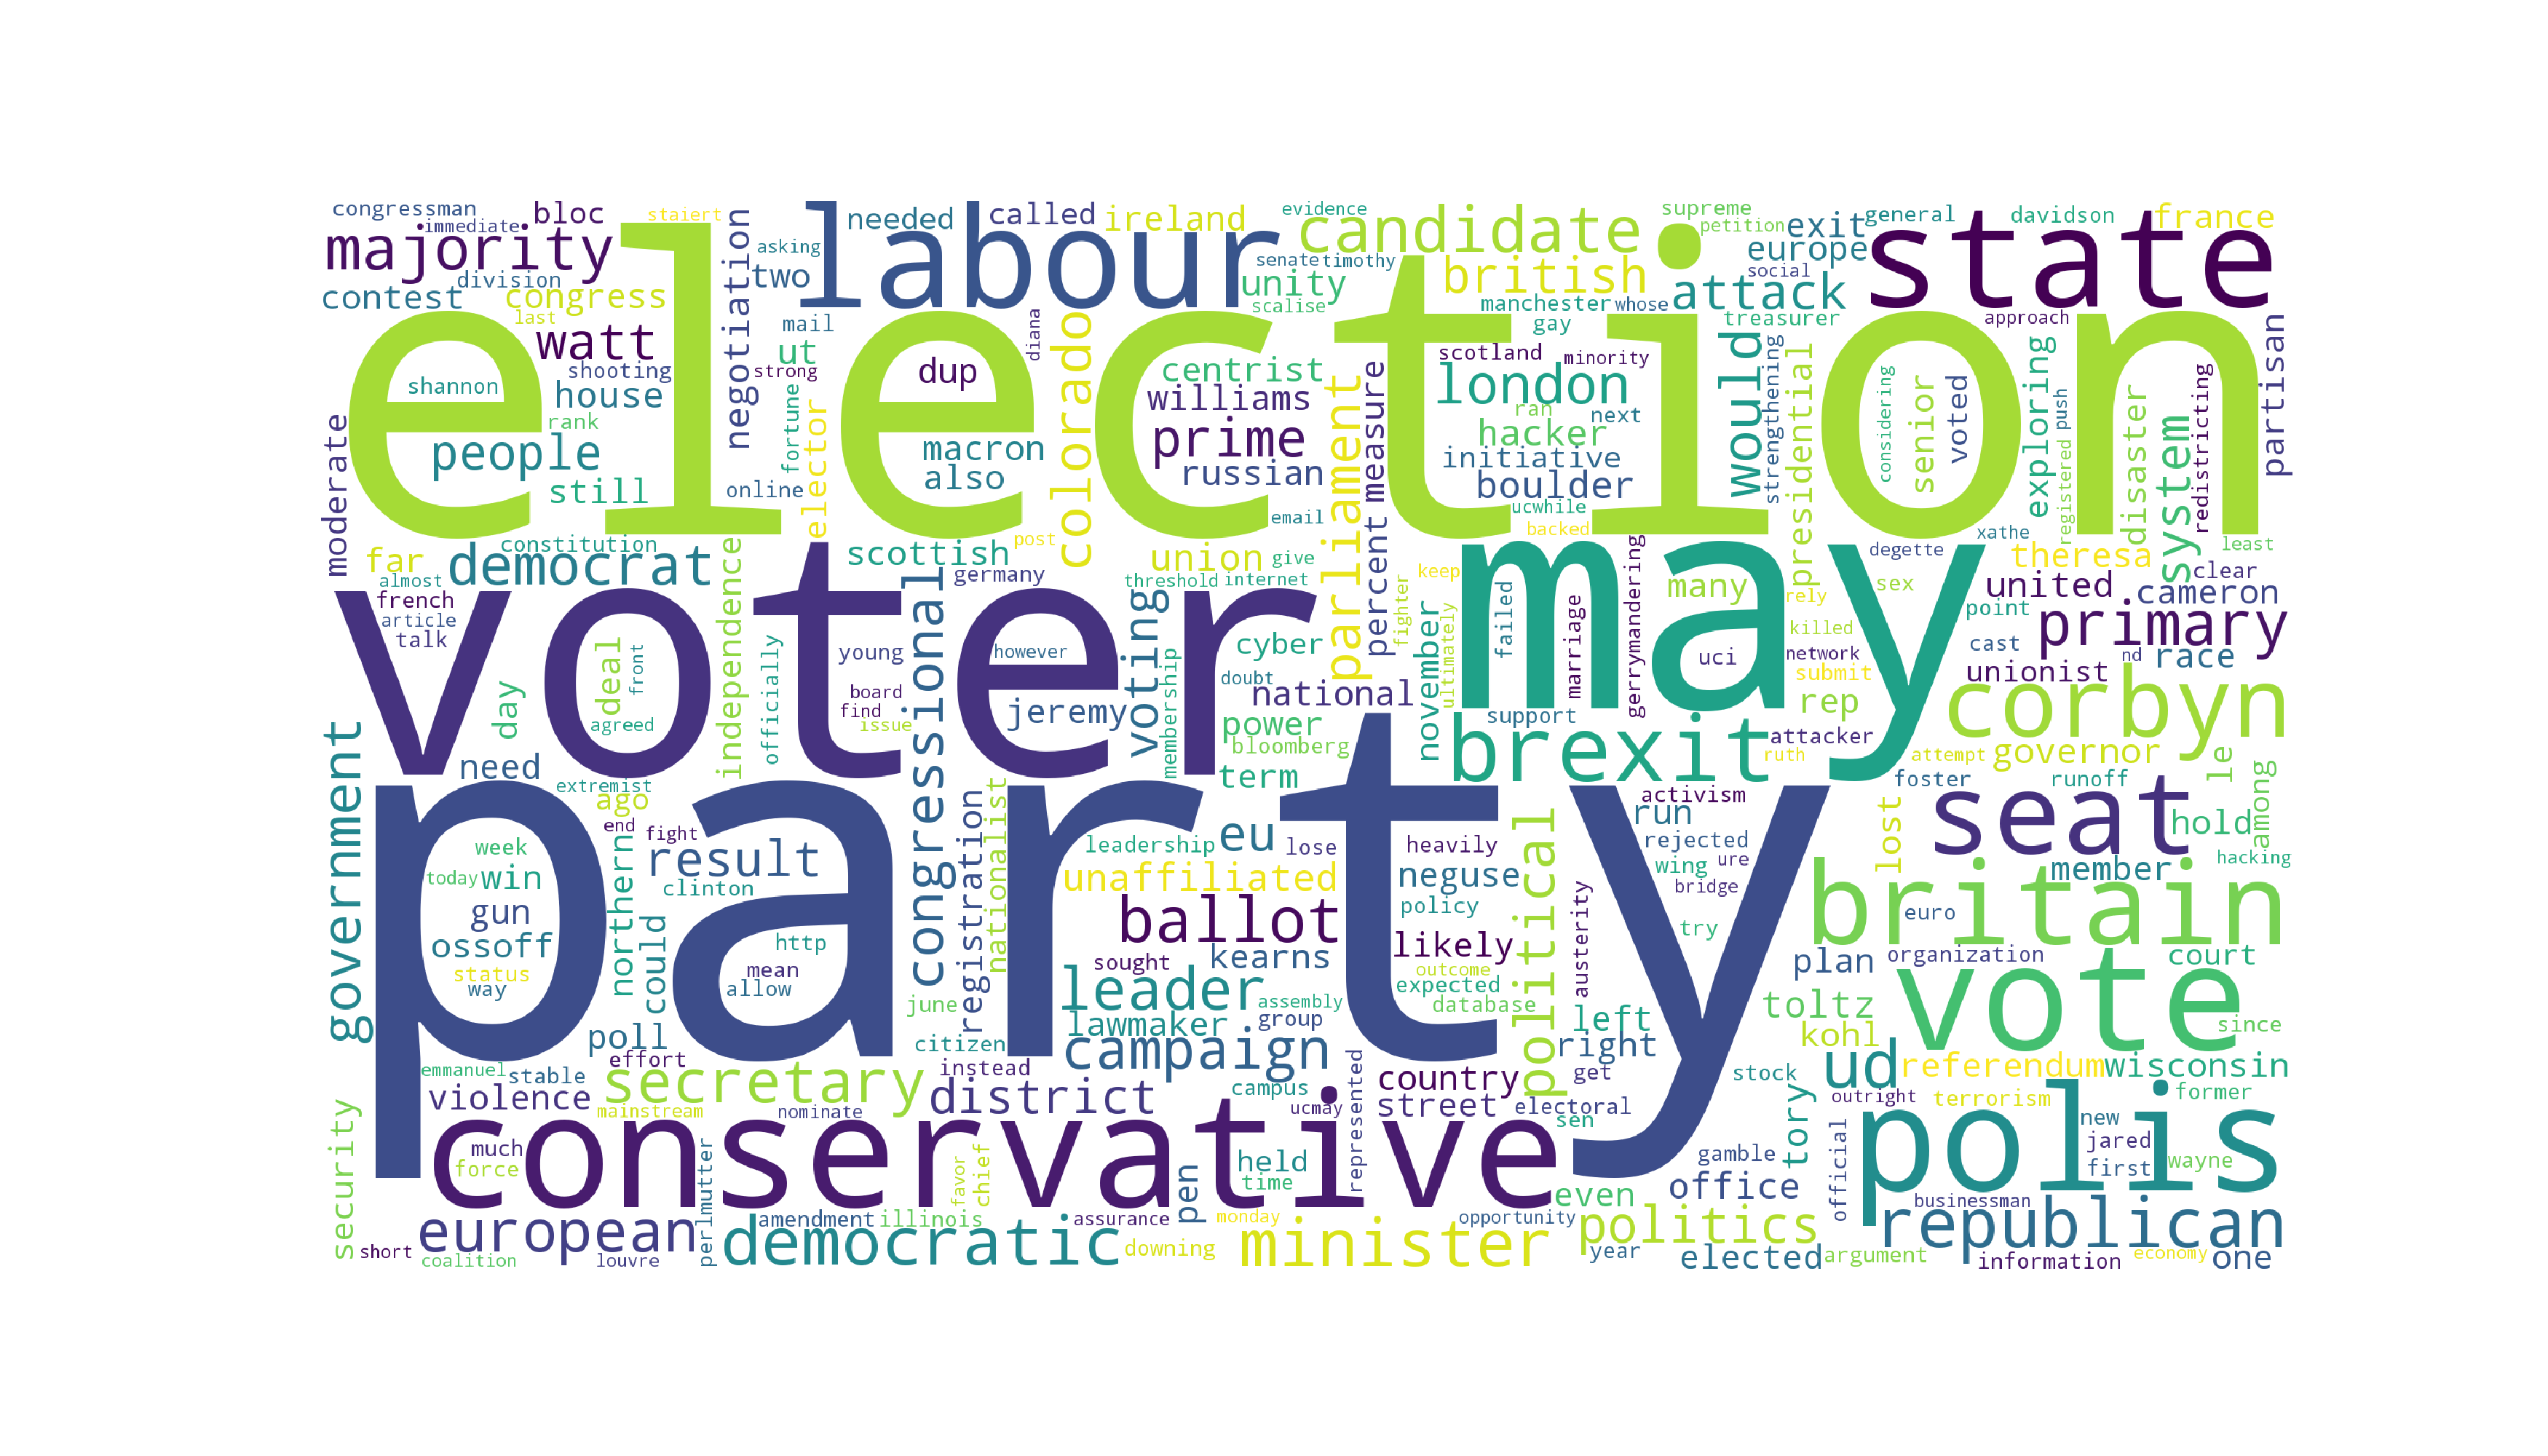 congressman
immediate
bloc
staiert
majority
division
contest
congress
last
watt
shooting
shannon
house
rank
people
still
moderate
negotiation
asking
two
mail
ut
strong
fortune
online
elector
labour
needed
called
ireland
evidence
candidate
supreme
petition
exit
general
davidson
france
europe
social
state
senate
timothy
unity
scalise
british
attack
manchester
whose
gay
treasurer
approach
election
diana
dup
colorado
centrist
williams
prime
macron
also
russian
email
parliament
measure
percent
scotland
minority
london
ran
next
hacker
initiative
boulder
ucwhile
backed
would
strengthening
presidential
considering
senior
voted
exploring
push
registered
disaster
system
redistricting
partisan
xathe
least
far
constitution
democrat
almost
french
article
talk
independence
scottish
post
germany
union
give
threshold
internet
voter
young
however
board
find
issue
officially
deal
front
agreed
day
government
need
extremist
ago
end
fight
congressional
voting
membership
jeremy
cyber
doubt
national
power
bloomberg
term
fighter
keep
november
ultimately
failed
marriage
gerrymandering
support
many
sex
rely
killed
uci
network
submit
rep
may
degette
theresa
united
clear
cameron
point
primary
cast
nd
race
unionist
corbyn
brexit
attacker
ruth
attempt
governor
le
among
foster
runoff
activism
run
rejected
wing
ure
bridge
try
lost
seat
hold
member
hacking
party
week
today
win
gun
ossoff
status
way
northern
could
result
clinton
http
mean
allow
registration
nationalist
june
leadership
eu
lose
heavily
unaffiliated
neguse
policy
ballot
likely
kearns
sought
outcome
expected
database
leader
assembly
group
lawmaker
campaign
political
austerity
left
right
get
britain
euro
organization
court
plan
vote
toltz
kohl
since
stock
ud
referendum
wisconsin
former
outright
terrorism
poll
effort
emmanuel
stable
violence
mainstream
secretary
nominate
citizen
instead
district
campus
ucmay
country
street
electoral
sen
represented
security
much
force
conservative
perlmutter
favor
chief
held
time
pen
even
gamble
office
tory
official
polis
new
jared
first
wayne
businessman
republican
short
european
coalition
louvre
amendment
illinois
assurance
democratic
downing
monday
minister
opportunity
politics
year
elected
argument
information
economy
one